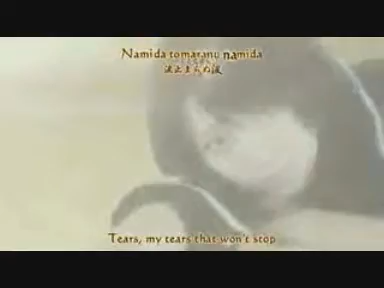 Namida tomaranu namida
涙止まらぬ涙
Tears, my tears that won't stop